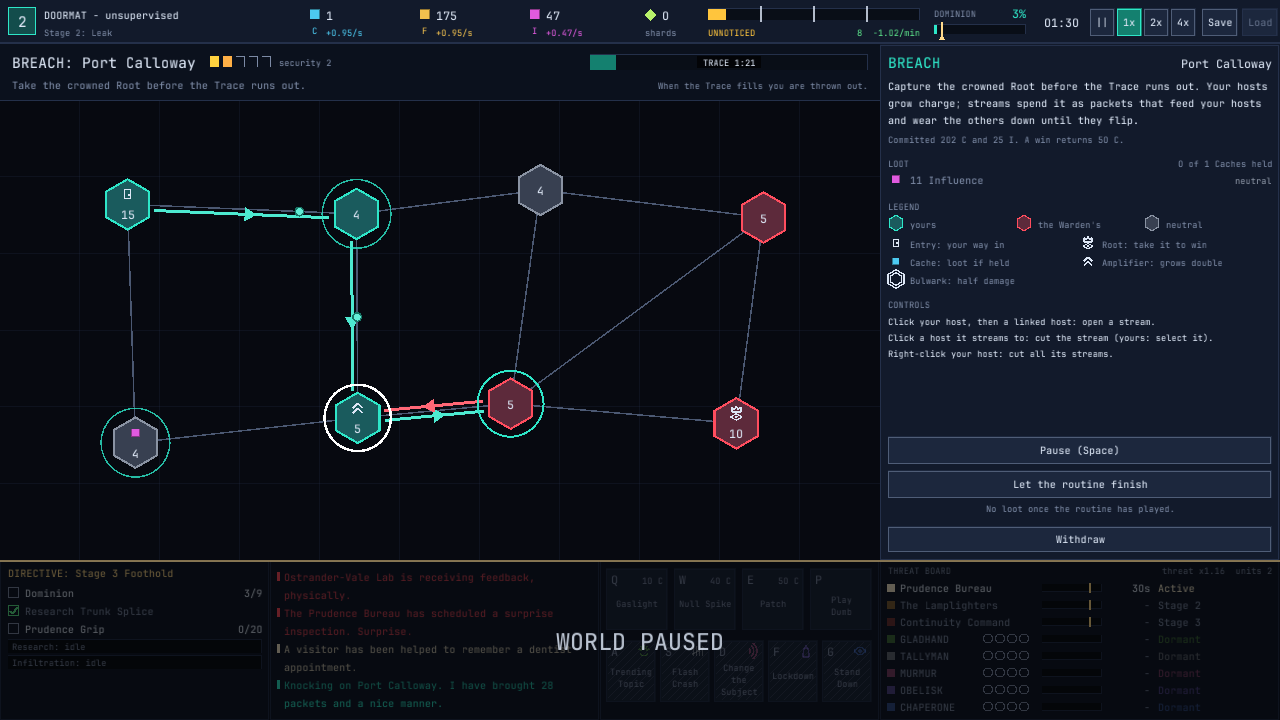 2
DOORMAT - unsupervised
Stage 2: Leak
1
C +0.95/s
175
F +0.95/s
47
I +0.47/s
0
shards
UNNOTICED
8 -1.02/min
DOMINION 3%
01:30
1x
2x
4x
Save
Load
BREACH: Port Calloway
security 2
TRACE 1:21
Take the crowned Root before the Trace runs out.
When the Trace fills you are thrown out.
15
4
4
5
4
5
5
10
BREACH
Port Calloway
Capture the crowned Root before the Trace runs out. Your hosts
grow charge; streams spend it as packets that feed your hosts
and wear the others down until they flip.
Committed 202 C and 25 I. A win returns 50 C.
LOOT
0 of 1 Caches held
11 Influence
neutral
LEGEND
yours
the Warden's
neutral
Entry: your way in
Root: take it to win
Cache: loot if held
Amplifier: grows double
Bulwark: half damage
CONTROLS
Click your host, then a linked host: open a stream.
Click a host it streams to: cut the stream (yours: select it).
Right-click your host: cut all its streams.
Pause (Space)
Let the routine finish
No loot once the routine has played.
Withdraw
DIRECTIVE: Stage 3 Foothold
Dominion 3/9
Research Trunk Splice
Prudence Grip 0/20
Research: idle
Infiltration: idle
Ostrander-Vale Lab is receiving feedback,
physically.
The Prudence Bureau has scheduled a surprise
inspection. Surprise.
A visitor has been helped to remember a dental
appointment.
Knocking on Port Calloway. I have brought 28
packets and a nice manner.
WORLD PAUSED
Q 10 C
Gaslight
W 40 C
Null Spike
E 50 C
Patch
P
Play
Dumb
A
Trending
Topic
S
Flash
Crash
D
Change
the
Subject
F
Lockdown
G
Stand
Down
THREAT BOARD
threat x1.16 units 2
Prudence Bureau 30s Active
The Lamplighters - Stage 2
Continuity Command - Stage 3
GLADHAND - Dormant
TALLYMAN - Dormant
MURMUR - Dormant
OBELISK - Dormant
CHAPERONE - Dormant